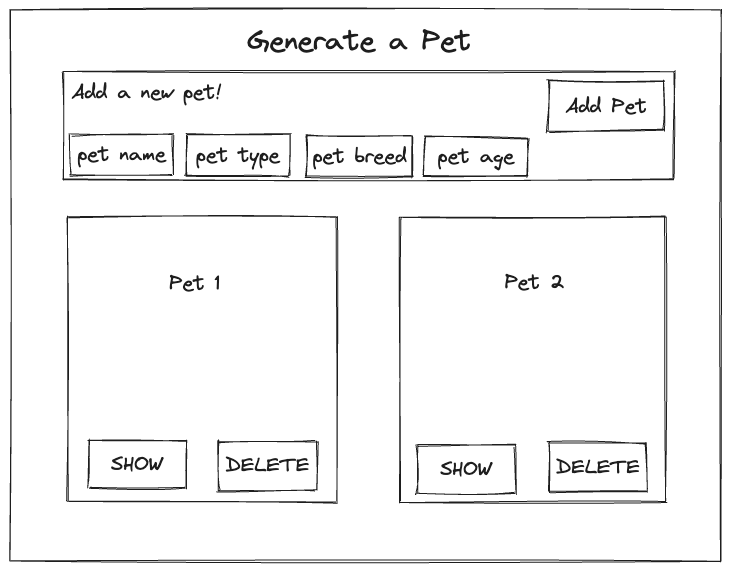 Generate a Pet
Add a new pet!
Add Pet
pet name
pet type
pet breed
pet age
Pet 1
Pet 2
SHOW
DELETE
SHOW
DELETE